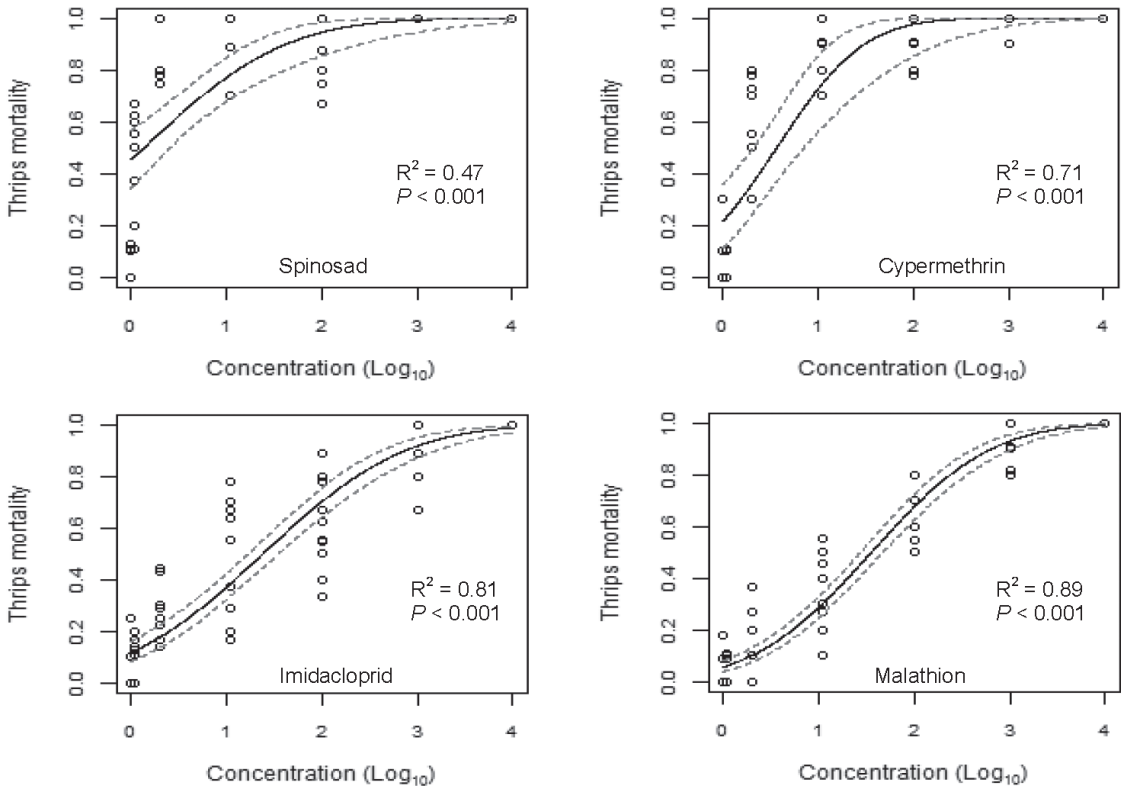 Thrips mortality
1.0
0.8
0.6
0.4
0.2
0.0
R² = 0.47
P < 0.001
Spinosad
0 1 2 3 4
Concentration (Log₁₀)
Thrips mortality
1.0
0.8
0.6
0.4
0.2
0.0
R² = 0.71
P < 0.001
Cypermethrin
0 1 2 3 4
Concentration (Log₁₀)
Thrips mortality
1.0
0.8
0.6
0.4
0.2
0.0
R² = 0.81
P < 0.001
Imidacloprid
0 1 2 3 4
Concentration (Log₁₀)
Thrips mortality
1.0
0.8
0.6
0.4
0.2
0.0
R² = 0.89
P < 0.001
Malathion
0 1 2 3 4
Concentration (Log₁₀)